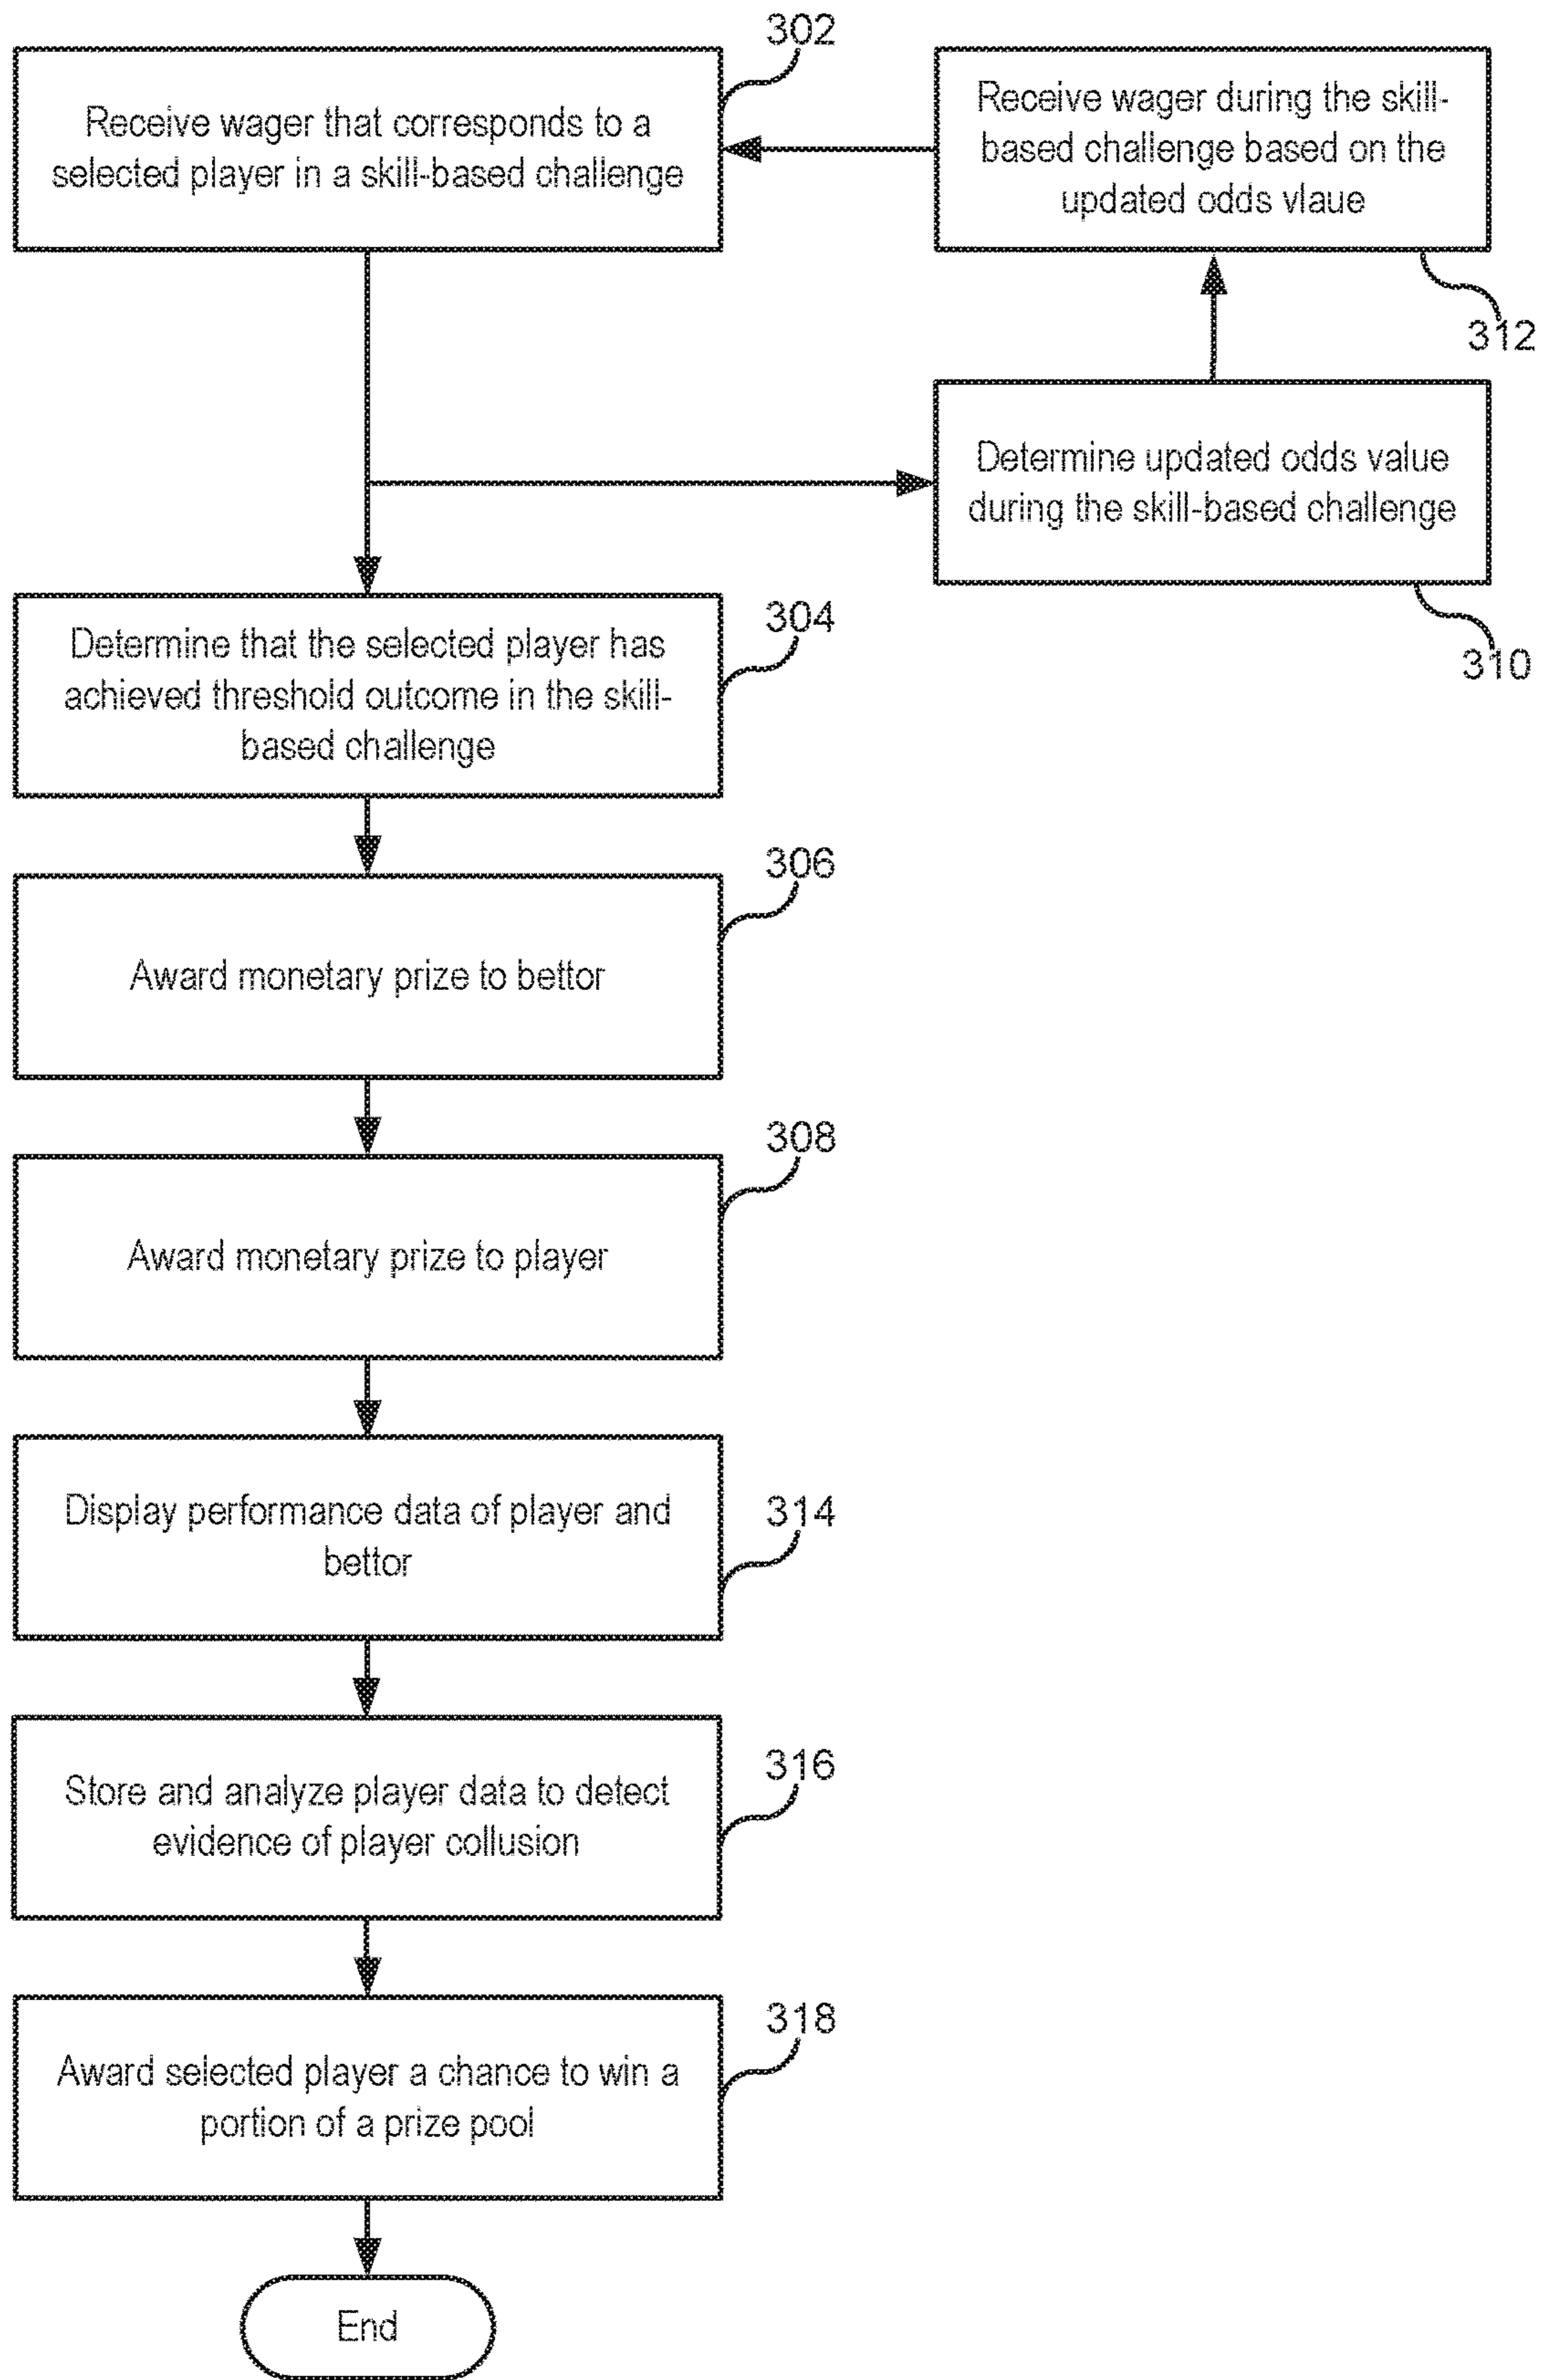 302
Receive wager that corresponds to a
selected player in a skill-based challenge
Receive wager during the skill-
based challenge based on the
updated odds vlaue
312
Determine updated odds value
during the skill-based challenge
310
304
Determine that the selected player has
achieved threshold outcome in the skill-
based challenge
306
Award monetary prize to bettor
308
Award monetary prize to player
314
Display performance data of player and
bettor
316
Store and analyze player data to detect
evidence of player collusion
318
Award selected player a chance to win a
portion of a prize pool
End